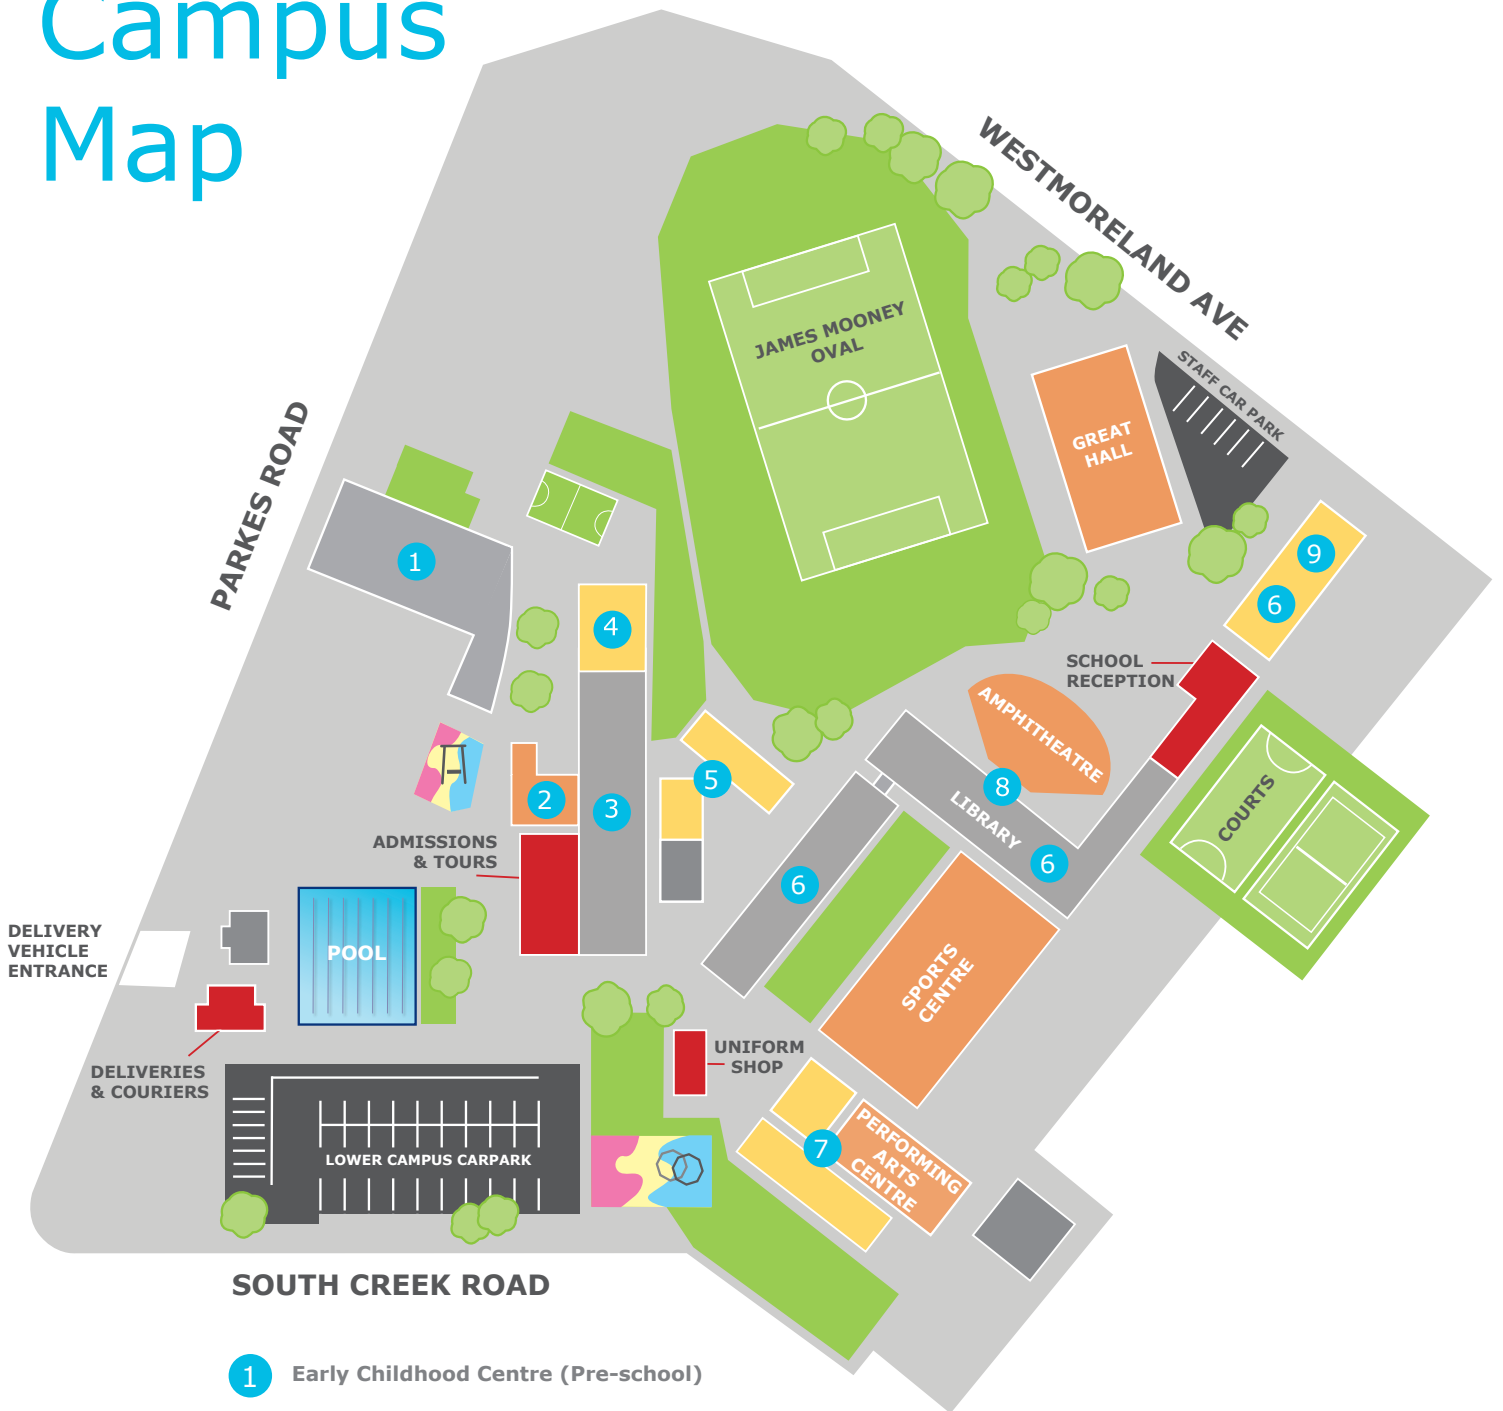 Campus
Map
WESTMORELAND AVE
JAMES MOONEY
OVAL
STAFF CAR PARK
GREAT
HALL
PARKES ROAD
1
9
6
4
SCHOOL
RECEPTION
AMPHITHEATRE
5
8
2
3
LIBRARY
COURTS
ADMISSIONS
& TOURS
6
6
DELIVERY
VEHICLE
ENTRANCE
POOL
SPORTS
CENTRE
UNIFORM
SHOP
DELIVERIES
& COURIERS
PERFORMING
ARTS
CENTRE
7
LOWER CAMPUS CARPARK
SOUTH CREEK ROAD
1 Early Childhood Centre (Pre-school)